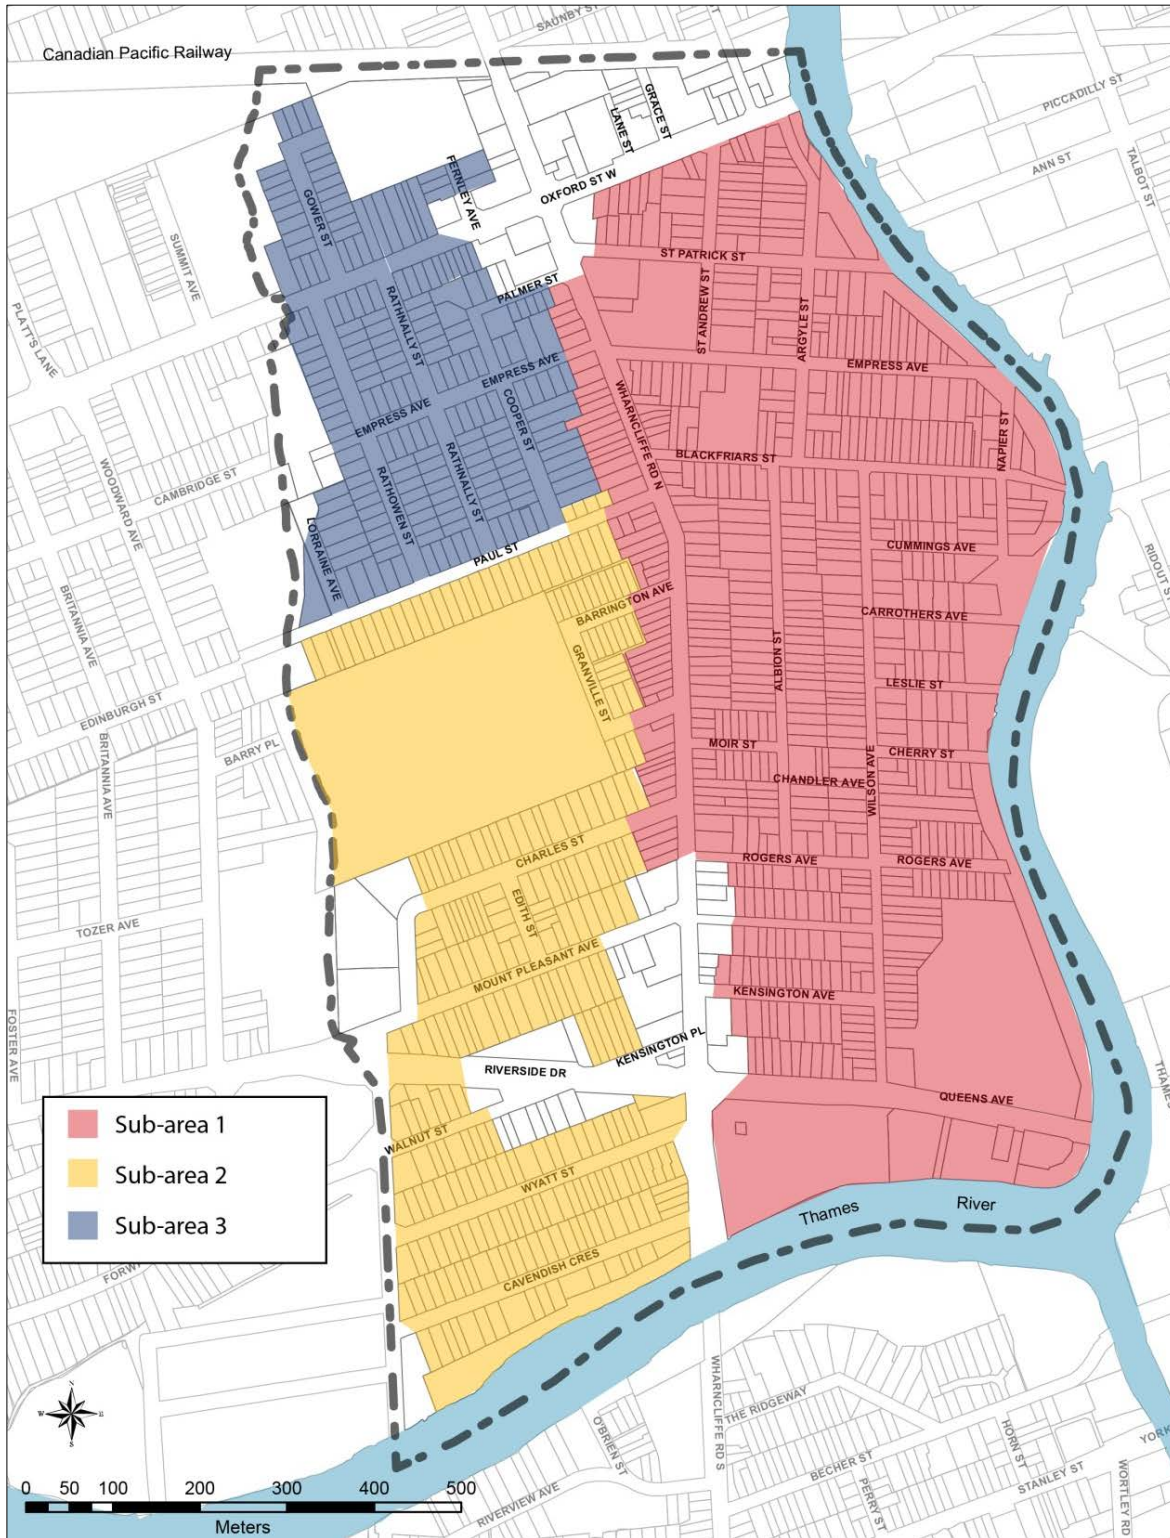 SAUNBY ST
Canadian Pacific Railway
PICCADILLY ST
GRACE ST
LANE ST
ANN ST
TALBOT ST
FERNLEY AVE
OXFORD ST W
GOWER ST
SUMMIT AVE
ST PATRICK ST
PALMER ST
ST ANDREW ST
ARGYLE ST
RATHNALLY ST
PLATT'S LANE
EMPRESS AVE
EMPRESS AVE
EMPRESS AVE
COOPER ST
WHARNCLIFFE RD N
NAPIER ST
BLACKFRIARS ST
WOODWARD AVE
CAMBRIDGE ST
RATHOWEN ST
RATHNALLY ST
LORRAINE AVE
PAUL ST
CUMMINGS AVE
RIDOUT ST
BRITANNIA AVE
BARRINGTON AVE
CARROTHERS AVE
ALBION ST
GRANVILLE ST
LESLIE ST
EDINBURGH ST
BRITANNIA AVE
BARRY PL
MOIR ST
CHERRY ST
WILSON AVE
CHANDLER AVE
CHARLES ST
ROGERS AVE
ROGERS AVE
EDITH ST
TOZER AVE
MOUNT PLEASANT AVE
KENSINGTON AVE
FOSTER AVE
KENSINGTON PL
RIVERSIDE DR
THAMES
QUEENS AVE
Sub-area 1
Sub-area 2
Sub-area 3
WALNUT ST
WYATT ST
Thames River
CAVENDISH CRES
FORW
N
W E
S
WHARNCLIFFE RD S
THE RIDGEWAY
O'BRIEN ST
HORN ST
YORK
BECHER ST
STANLEY ST
PERRY ST
WORTLEY RD
RIVERVIEW AVE
0 50 100 200 300 400 500
Meters